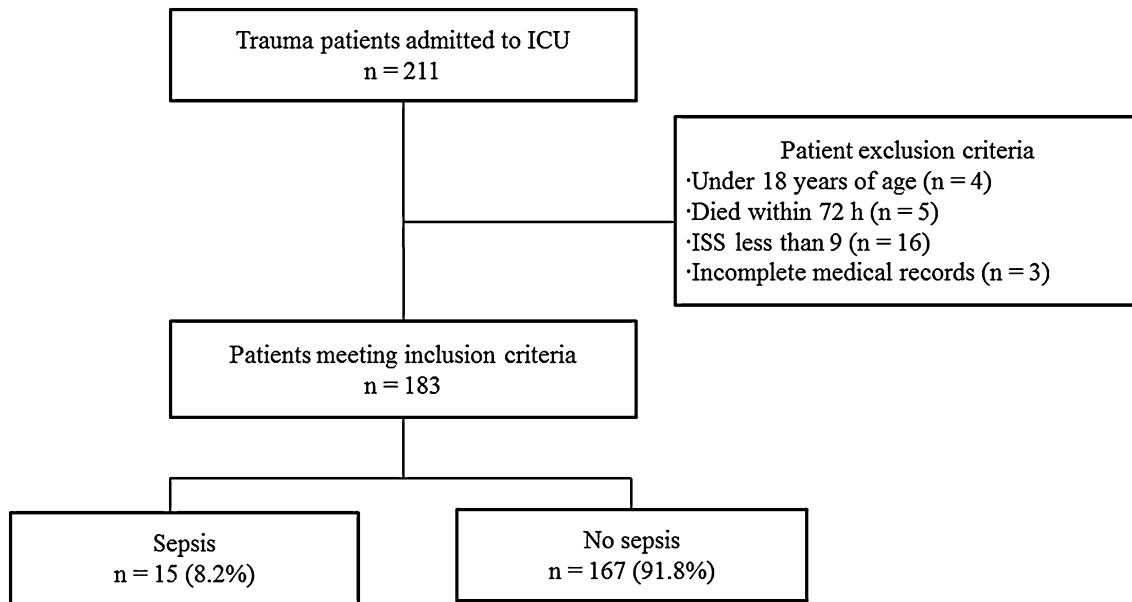 Trauma patients admitted to ICU
n = 211
Patient exclusion criteria
·Under 18 years of age (n = 4)
·Died within 72 h (n = 5)
·ISS less than 9 (n = 16)
·Incomplete medical records (n = 3)
Patients meeting inclusion criteria
n = 183
Sepsis
n = 15 (8.2%)
No sepsis
n = 167 (91.8%)